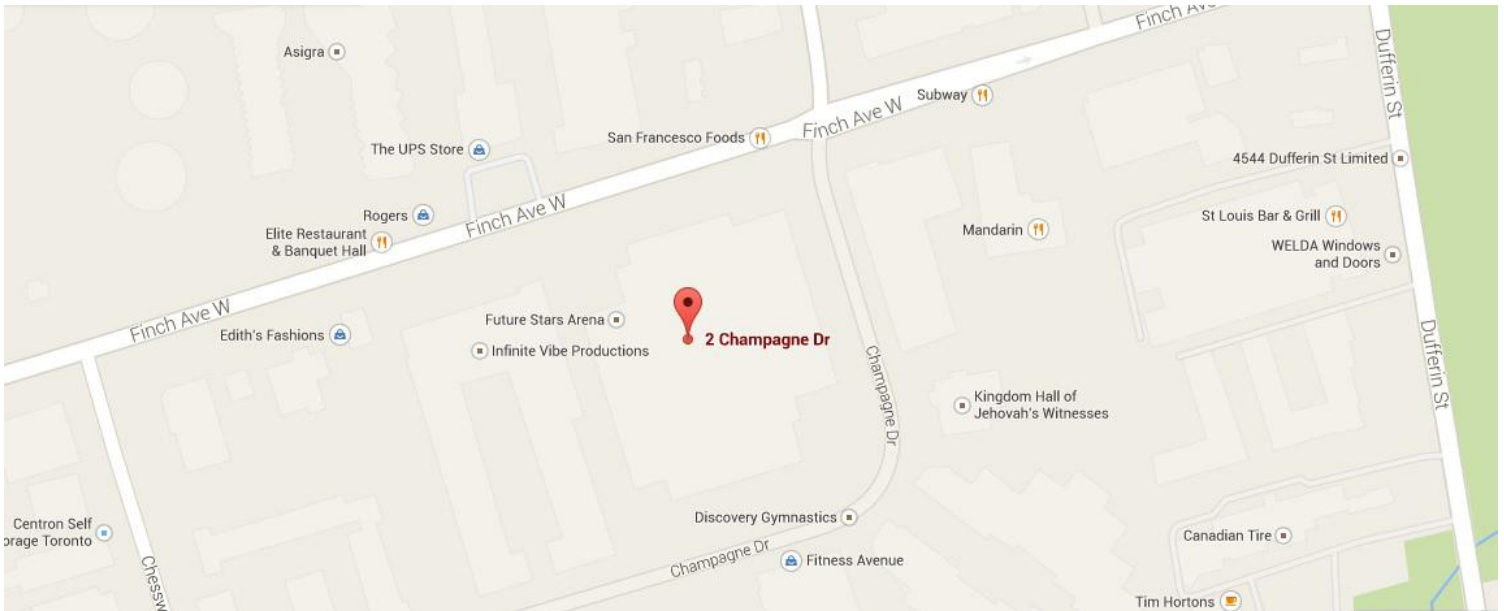 Finch Ave
Dufferin St
Asigra
Subway
Finch Ave W
San Francesco Foods
The UPS Store
4544 Dufferin St Limited
Rogers
Finch Ave W
St Louis Bar & Grill
Elite Restaurant
& Banquet Hall
Mandarin
WELDA Windows
and Doors
Finch Ave W
Future Stars Arena
Edith's Fashions
2 Champagne Dr
Infinite Vibe Productions
Champagne Dr
Dufferin St
Kingdom Hall of
Jehovah's Witnesses
Discovery Gymnastics
Centron Self
orage Toronto
Canadian Tire
Champagne Dr
Fitness Avenue
Chessw
Tim Hortons